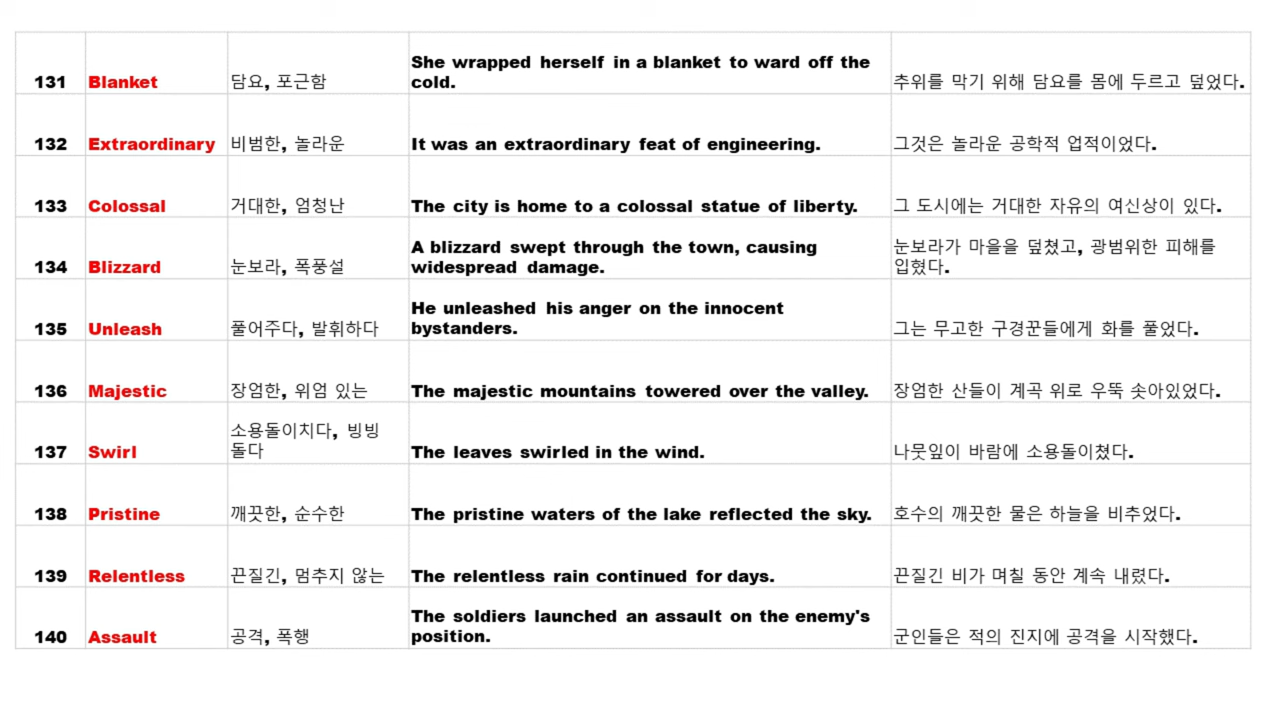 131 Blanket 담요, 포근함 She wrapped herself in a blanket to ward off the
cold. 추위를 막기 위해 담요를 몸에 두르고 덮었다.
132 Extraordinary 비범한, 놀라운 It was an extraordinary feat of engineering. 그것은 놀라운 공학적 업적이었다.
133 Colossal 거대한, 엄청난 The city is home to a colossal statue of liberty. 그 도시에는 거대한 자유의 여신상이 있다.
134 Blizzard 눈보라, 폭풍설 A blizzard swept through the town, causing
widespread damage. 눈보라가 마을을 덮쳤고, 광범위한 피해를
입혔다.
135 Unleash 풀어주다, 발휘하다 He unleashed his anger on the innocent
bystanders. 그는 무고한 구경꾼들에게 화를 풀었다.
136 Majestic 장엄한, 위엄 있는 The majestic mountains towered over the valley. 장엄한 산들이 계곡 위로 우뚝 솟아있었다.
137 Swirl 소용돌이치다, 빙빙
돌다 The leaves swirled in the wind. 나뭇잎이 바람에 소용돌이쳤다.
138 Pristine 깨끗한, 순수한 The pristine waters of the lake reflected the sky. 호수의 깨끗한 물은 하늘을 비추었다.
139 Relentless 끈질긴, 멈추지 않는 The relentless rain continued for days. 끈질긴 비가 며칠 동안 계속 내렸다.
140 Assault 공격, 폭행 The soldiers launched an assault on the enemy's
position. 군인들은 적의 진지에 공격을 시작했다.